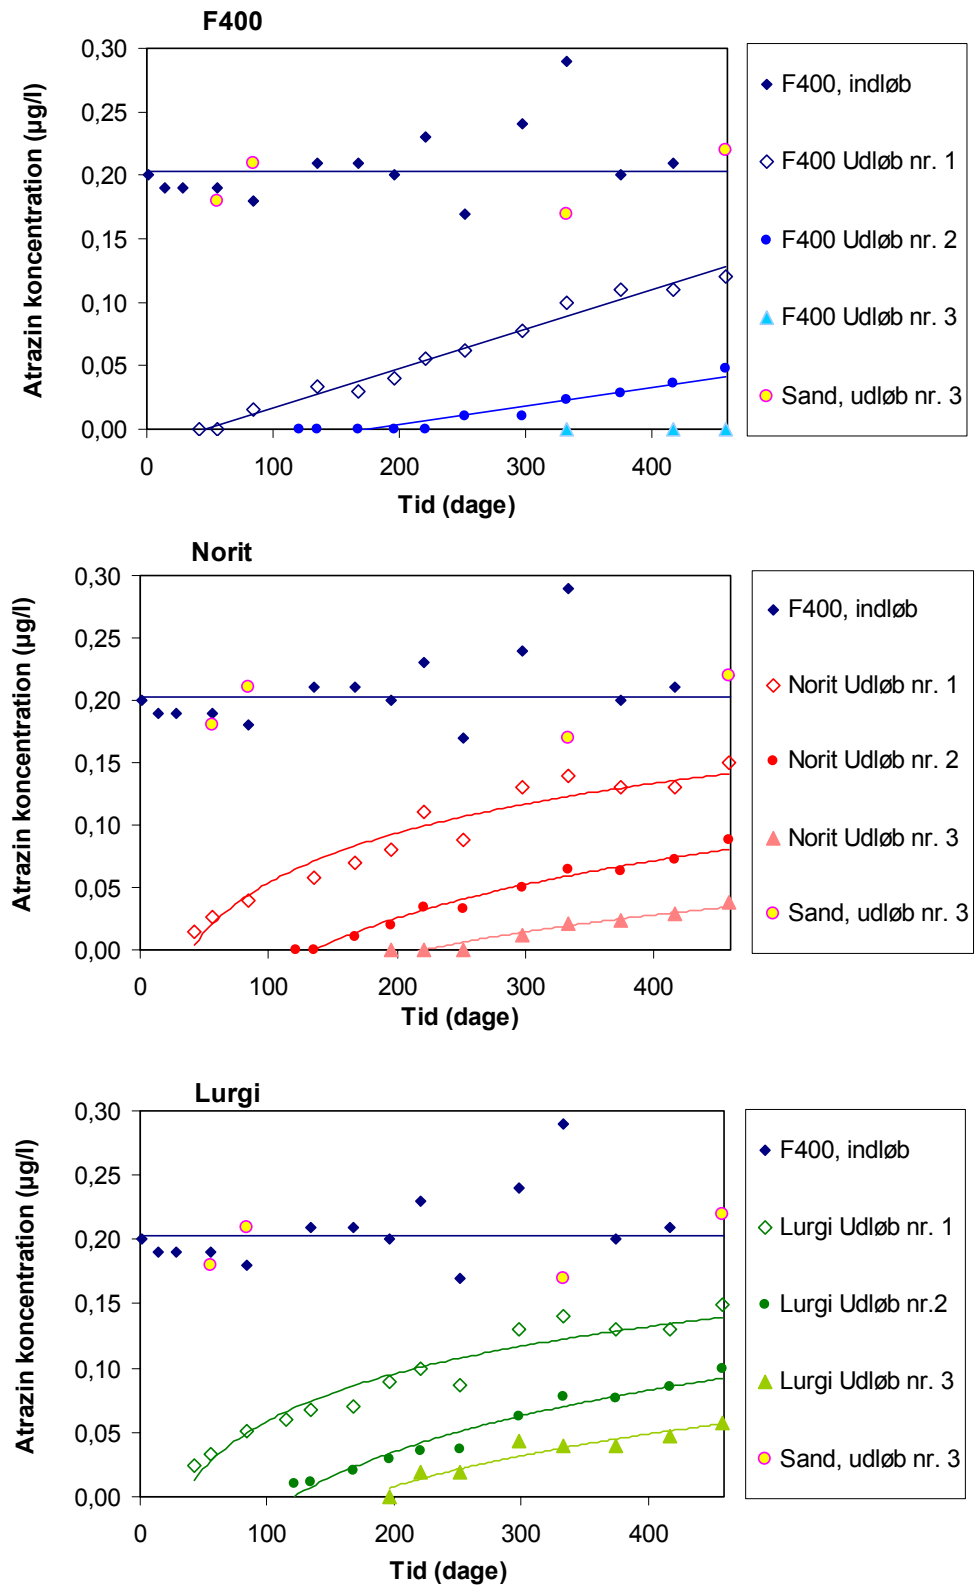 F400
0,30
0,25
0,20
0,15
0,10
0,05
0,00
Atrazin koncentration (µg/l)
0 100 200 300 400
Tid (dage)
F400, indløb
F400 Udløb nr. 1
F400 Udløb nr. 2
F400 Udløb nr. 3
Sand, udløb nr. 3
Norit
0,30
0,25
0,20
0,15
0,10
0,05
0,00
Atrazin koncentration (µg/l)
0 100 200 300 400
Tid (dage)
F400, indløb
Norit Udløb nr. 1
Norit Udløb nr. 2
Norit Udløb nr. 3
Sand, udløb nr. 3
Lurgi
0,30
0,25
0,20
0,15
0,10
0,05
0,00
Atrazin koncentration (µg/l)
0 100 200 300 400
Tid (dage)
F400, indløb
Lurgi Udløb nr. 1
Lurgi Udløb nr.2
Lurgi Udløb nr. 3
Sand, udløb nr. 3